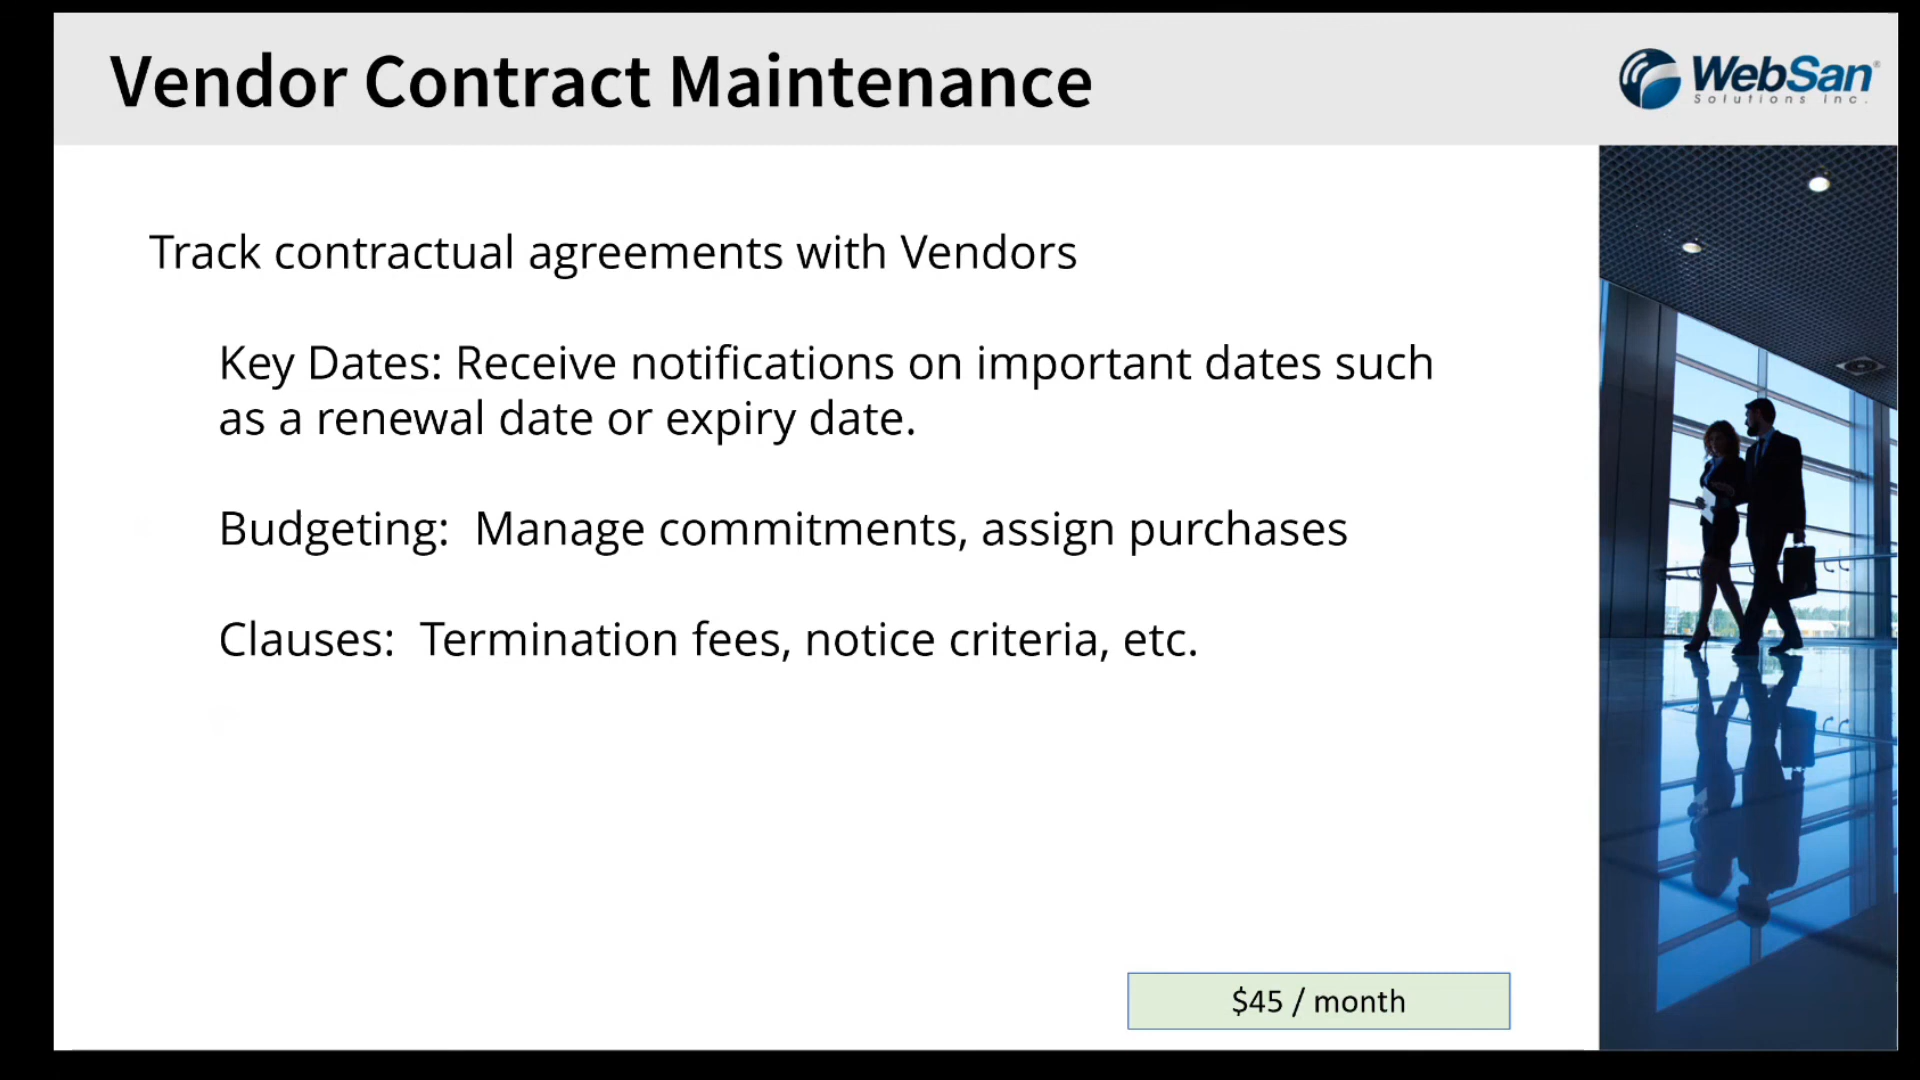 Vendor Contract Maintenance
WebSan
Solutions Inc.
Track contractual agreements with Vendors
Key Dates: Receive notifications on important dates such
as a renewal date or expiry date.
Budgeting:  Manage commitments, assign purchases
Clauses:  Termination fees, notice criteria, etc.
$45 / month